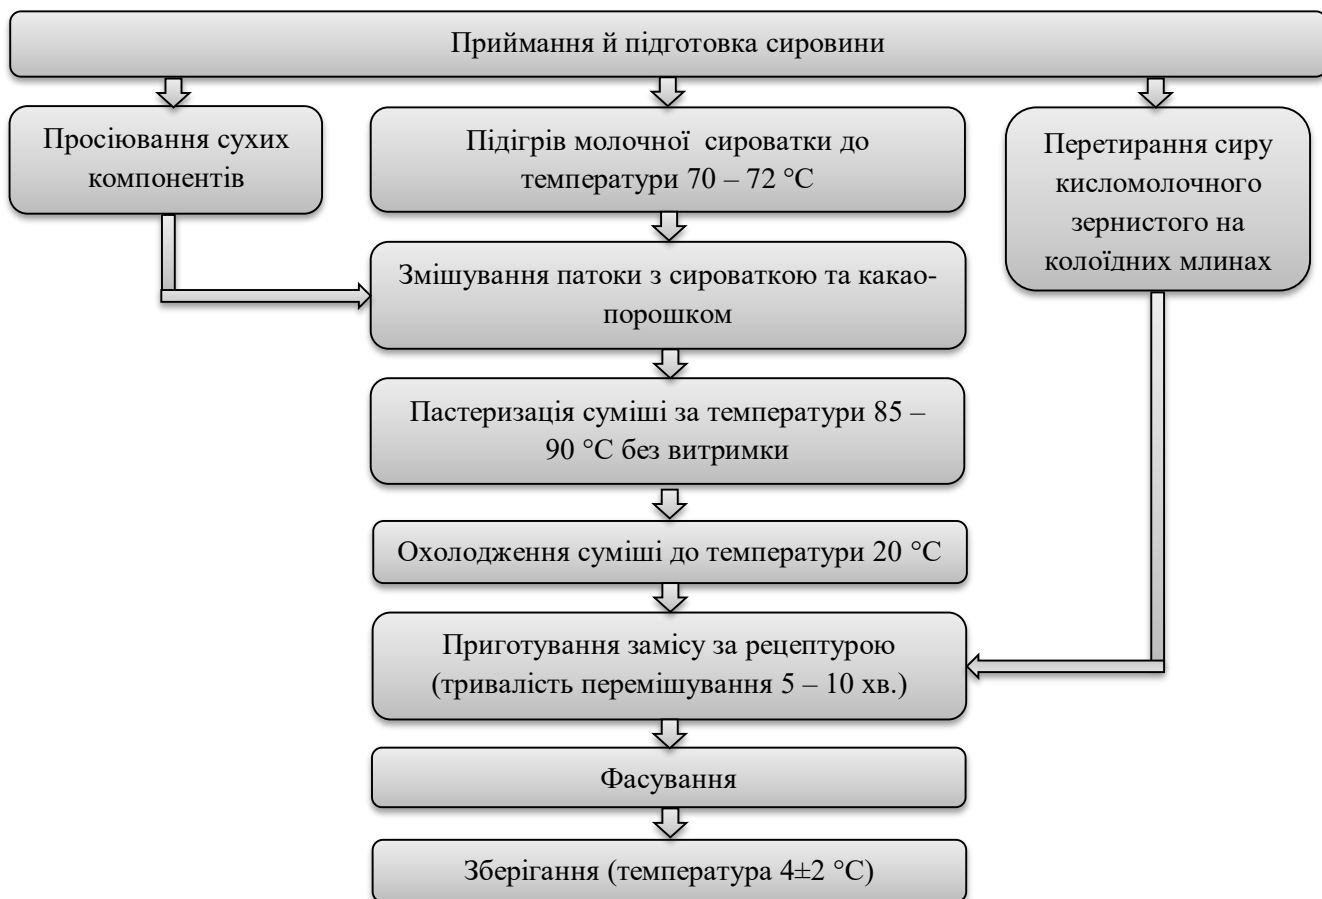 Приймання й підготовка сировини
Просіювання сухих
компонентів
Підігрів молочної сироватки до
температури 70 – 72 °С
Перетирання сиру
кисломолочного
зернистого на
колоїдних млинах
Змішування патоки з сироваткою та какао-
порошком
Пастеризація суміші за температури 85 –
90 °С без витримки
Охолодження суміші до температури 20 °С
Приготування замісу за рецептурою
(тривалість перемішування 5 – 10 хв.)
Фасування
Зберігання (температура 4±2 °С)